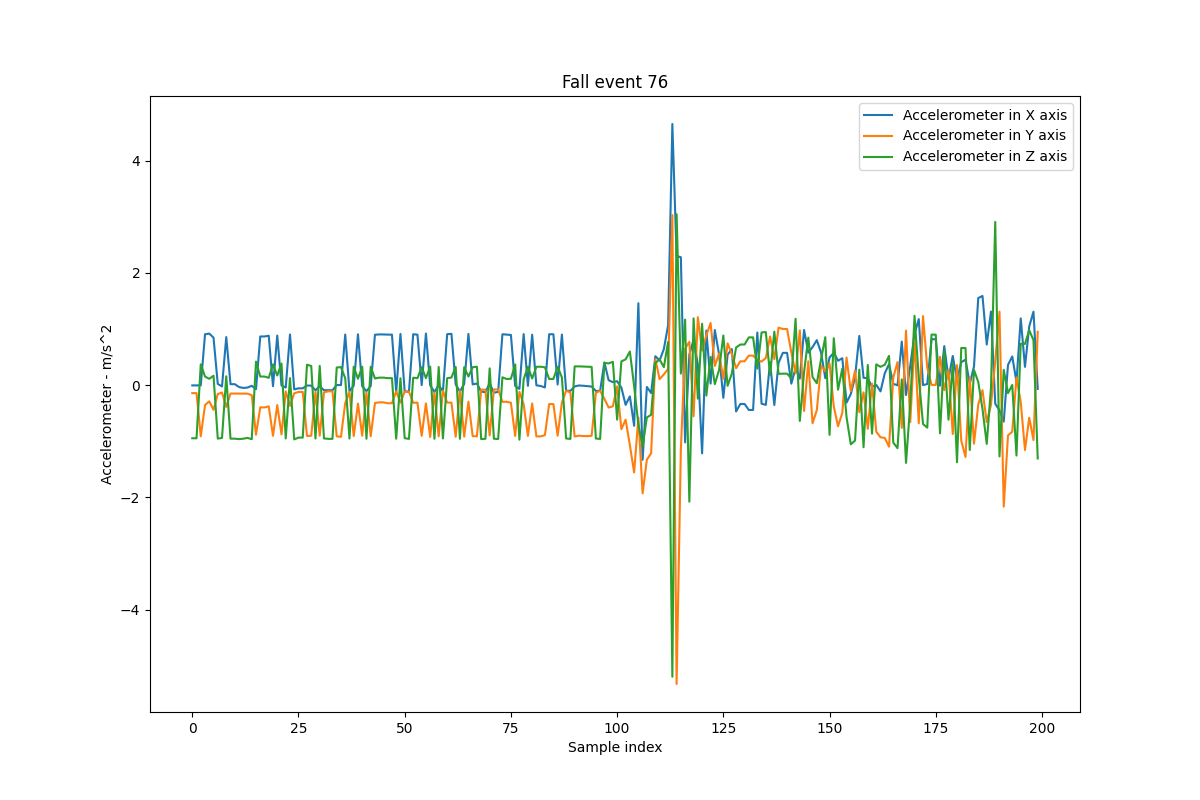 Fall event 76
Accelerometer in X axis
Accelerometer in Y axis
Accelerometer in Z axis
Accelerometer - m/s^2
4
2
0
−2
−4
0 25 50 75 100 125 150 175 200
Sample index